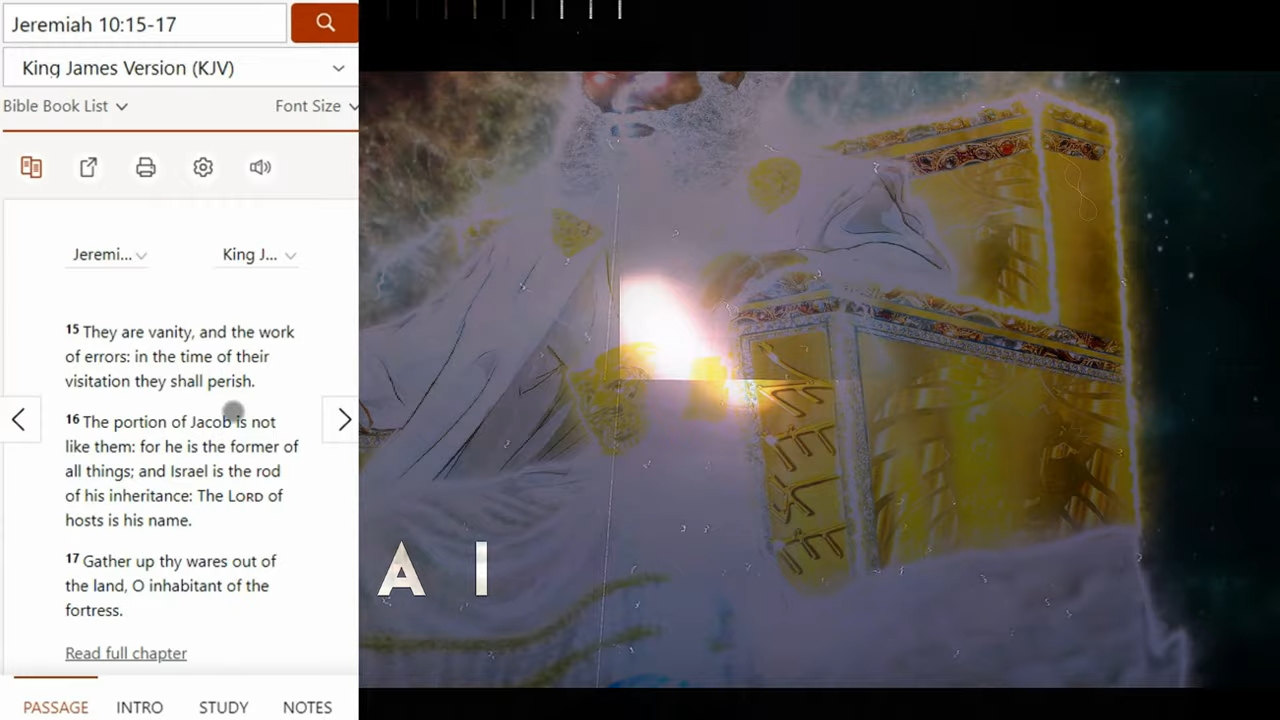 Jeremiah 10:15-17
King James Version (KJV)
Bible Book List
Font Size
Jeremi...
King J...
15 They are vanity, and the work
of errors: in the time of their
visitation they shall perish.
16 The portion of Jacob is not
like them: for he is the former of
all things; and Israel is the rod
of his inheritance: The LORD of
hosts is his name.
17 Gather up thy wares out of
the land, O inhabitant of the
fortress.
Read full chapter
PASSAGE
INTRO
STUDY
NOTES
A I